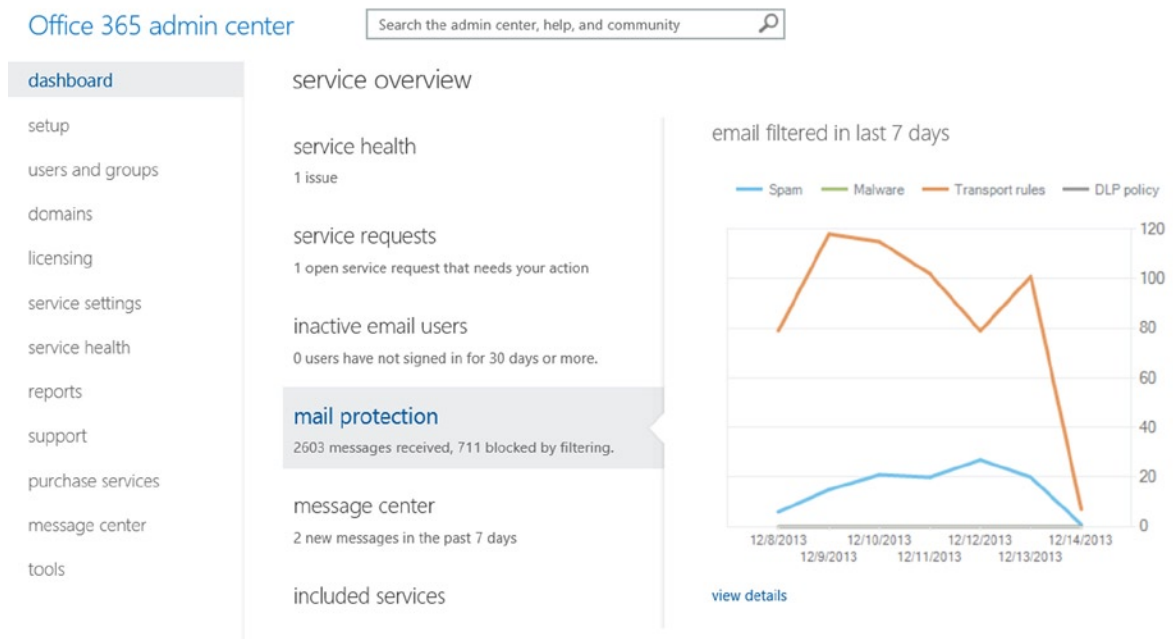 Office 365 admin center
Search the admin center, help, and community
dashboard
setup
users and groups
domains
licensing
service settings
service health
reports
support
purchase services
message center
tools
service overview
service health
1 issue
service requests
1 open service request that needs your action
inactive email users
0 users have not signed in for 30 days or more.
mail protection
2603 messages received, 711 blocked by filtering.
message center
2 new messages in the past 7 days
included services
email filtered in last 7 days
Spam Malware Transport rules DLP policy
120
100
80
60
40
20
0
12/8/2013 12/10/2013 12/12/2013 12/14/2013
12/9/2013 12/11/2013 12/13/2013
view details